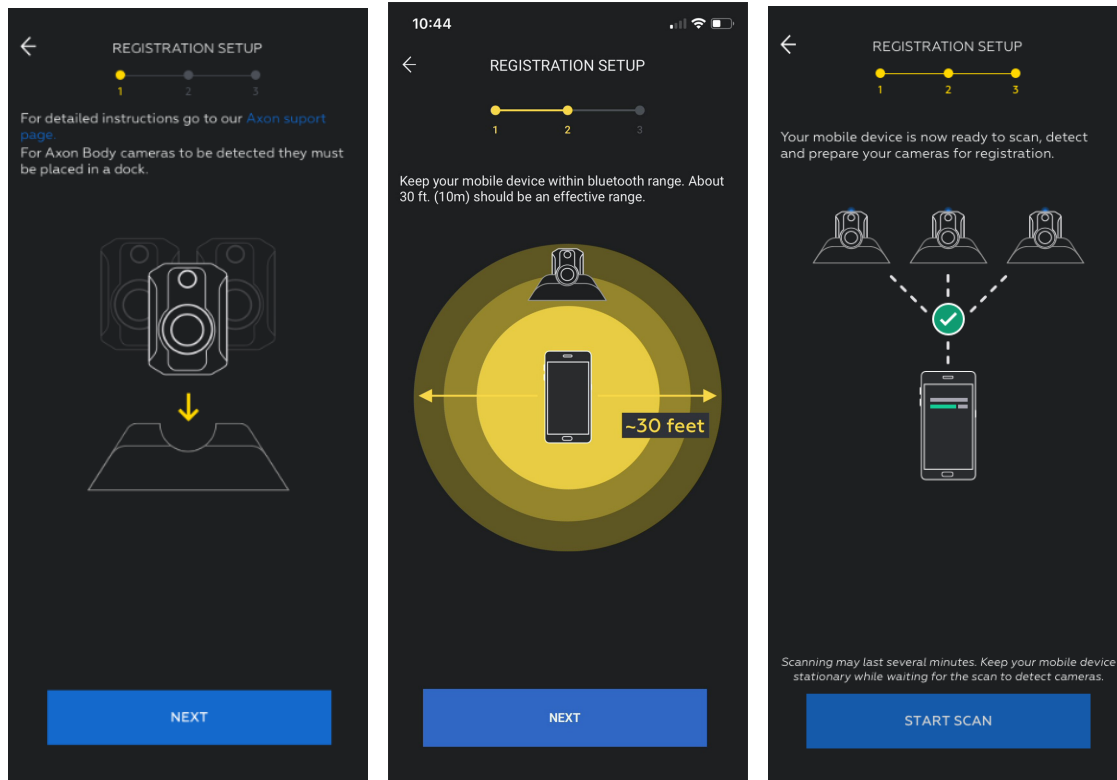 REGISTRATION SETUP
1 2 3
For detailed instructions go to our Axon suport
page.
For Axon Body cameras to be detected they must
be placed in a dock.
NEXT
10:44
REGISTRATION SETUP
1 2 3
Keep your mobile device within bluetooth range. About
30 ft. (10m) should be an effective range.
~30 feet
NEXT
REGISTRATION SETUP
1 2 3
Your mobile device is now ready to scan, detect
and prepare your cameras for registration.
Scanning may last several minutes. Keep your mobile device
stationary while waiting for the scan to detect cameras.
START SCAN